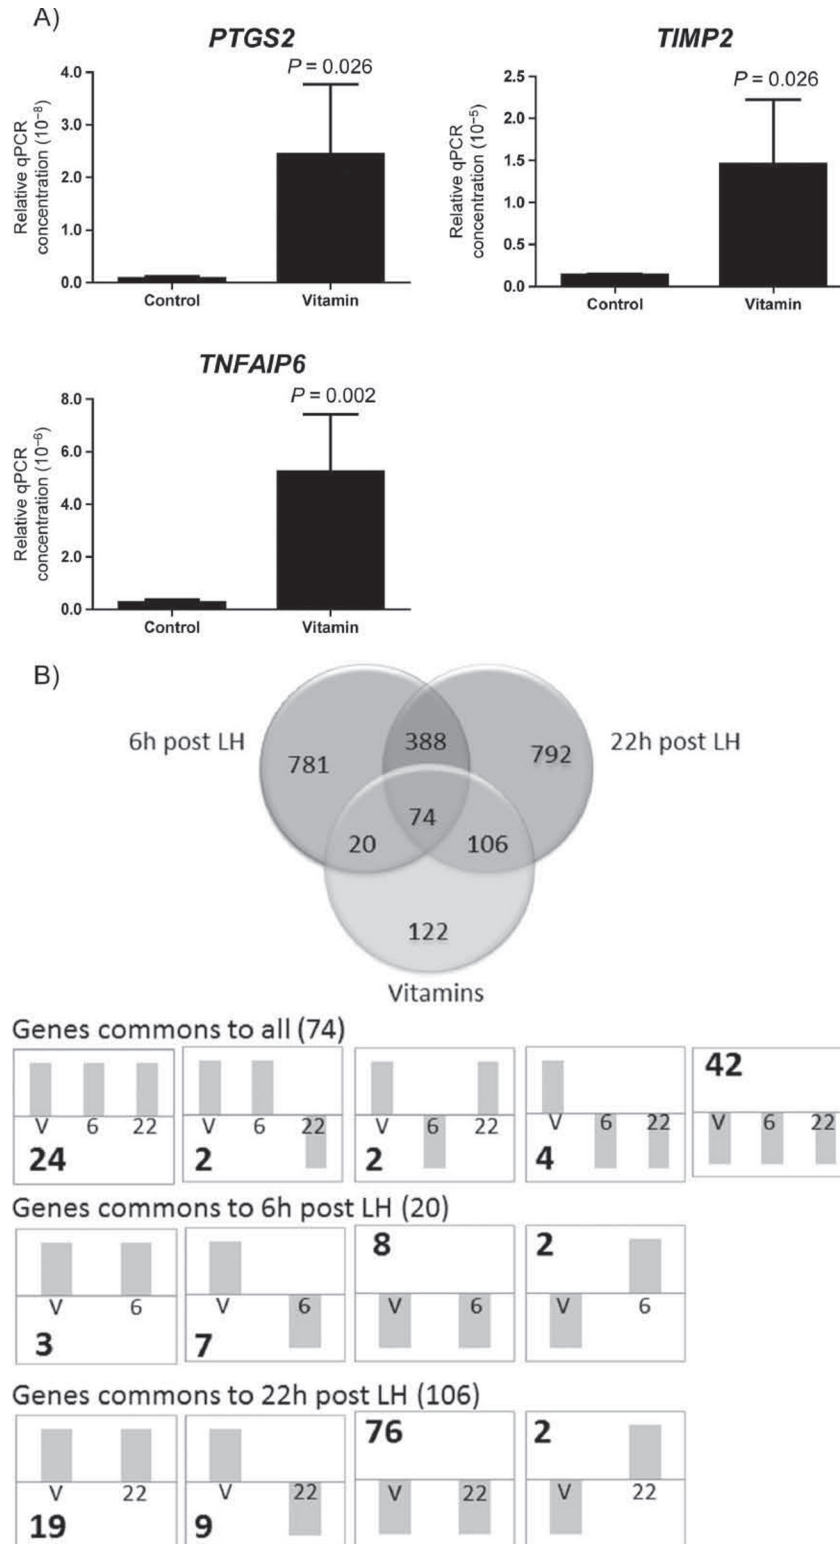 A)
PTGS2
P = 0.026
Relative qPCR
concentration (10⁻⁸)
4.0
3.0
2.0
1.0
0.0
Control Vitamin
TIMP2
P = 0.026
Relative qPCR
concentration (10⁻⁵)
2.5
2.0
1.5
1.0
0.5
0.0
Control Vitamin
TNFAIP6
P = 0.002
Relative qPCR
concentration (10⁻⁶)
8.0
6.0
4.0
2.0
0.0
Control Vitamin
B)
6h post LH 22h post LH
781 388 792
74
20 106
122
Vitamins
Genes commons to all (74)
V 6 22
24
V 6 22
2
V 6 22
2
V 6 22
4
42
V 6 22
Genes commons to 6h post LH (20)
V 6
3
V 6
7
8
V 6
2
V 6
Genes commons to 22h post LH (106)
V 22
19
V 22
9
76
V 22
2
V 22